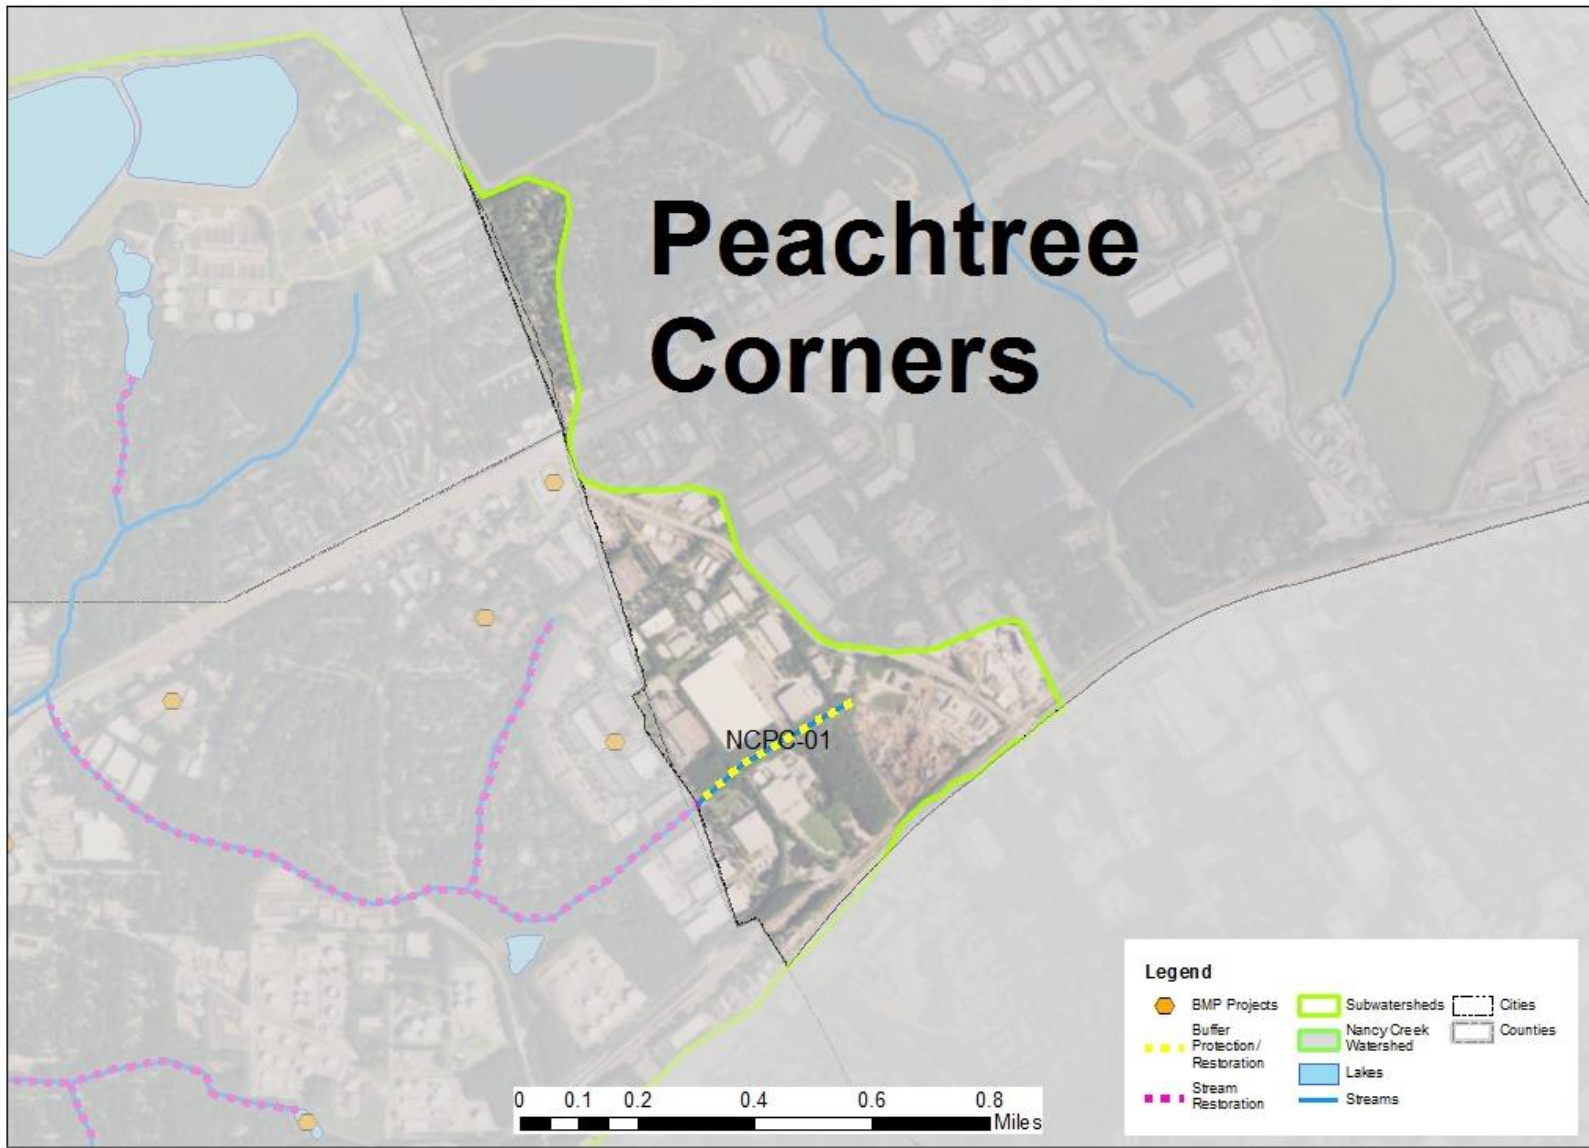 Peachtree
Corners
NCPC-01
Legend
BMP Projects
Buffer
Protection/
Restoration
Stream
Restoration
Subwatersheds
Nancy Creek
Watershed
Lakes
Streams
Cities
Counties
0 0.1 0.2 0.4 0.6 0.8
Miles